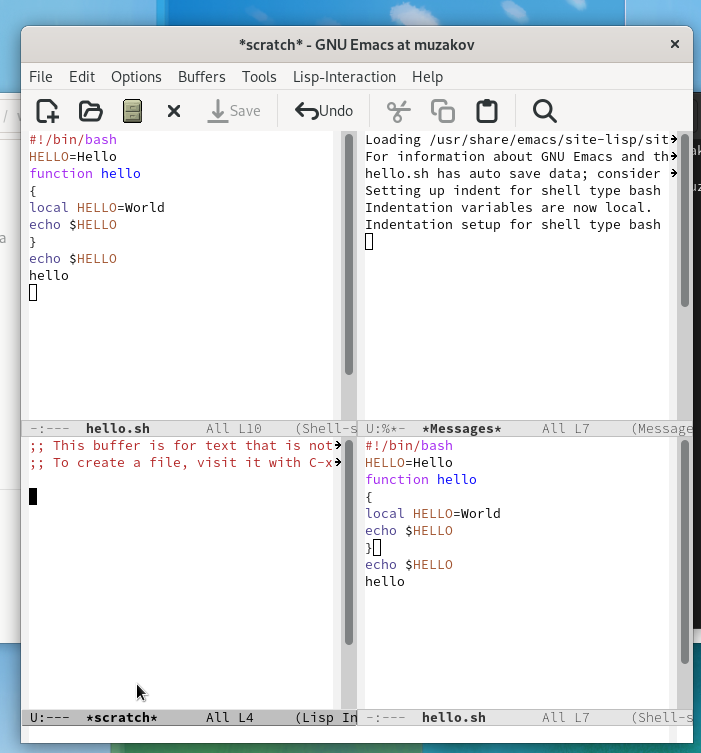 *scratch* - GNU Emacs at muzakov
File Edit Options Buffers Tools Lisp-Interaction Help
Save Undo
#!/bin/bash
HELLO=Hello
function hello
{
local HELLO=World
echo $HELLO
}
echo $HELLO
hello
-:--- hello.sh All L10 (Shell-s
Loading /usr/share/emacs/site-lisp/sit
For information about GNU Emacs and th
hello.sh has auto save data; consider
Setting up indent for shell type bash
Indentation variables are now local.
Indentation setup for shell type bash
U:%*- *Messages* All L7 (Message
;; This buffer is for text that is not
;; To create a file, visit it with C-x
U:--- *scratch* All L4 (Lisp In
#!/bin/bash
HELLO=Hello
function hello
{
local HELLO=World
echo $HELLO
}
echo $HELLO
hello
-:--- hello.sh All L7 (Shell-s